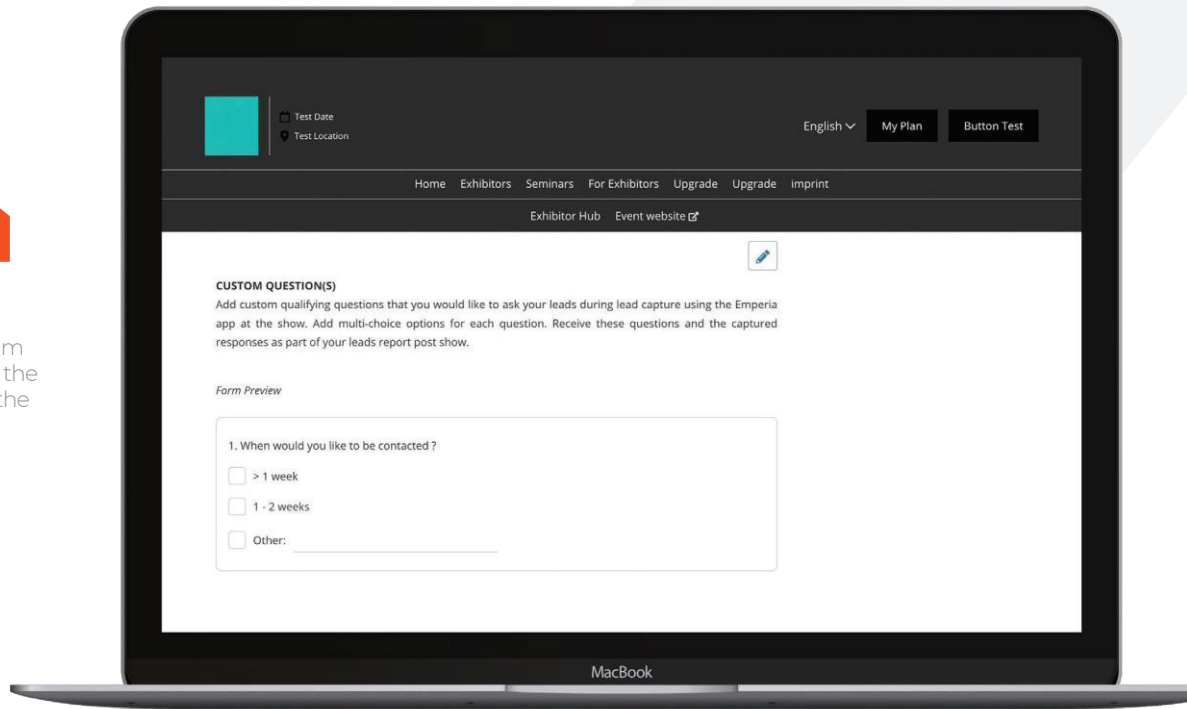 Test Date
Test Location
English
My Plan
Button Test
Home Exhibitors Seminars For Exhibitors Upgrade Upgrade imprint
Exhibitor Hub Event website
CUSTOM QUESTION(S)
Add custom qualifying questions that you would like to ask your leads during lead capture using the Emperia
app at the show. Add multi-choice options for each question. Receive these questions and the captured
responses as part of your leads report post show.
the
the
Form Preview
1. When would you like to be contacted ?
> 1 week
1 - 2 weeks
Other:
MacBook